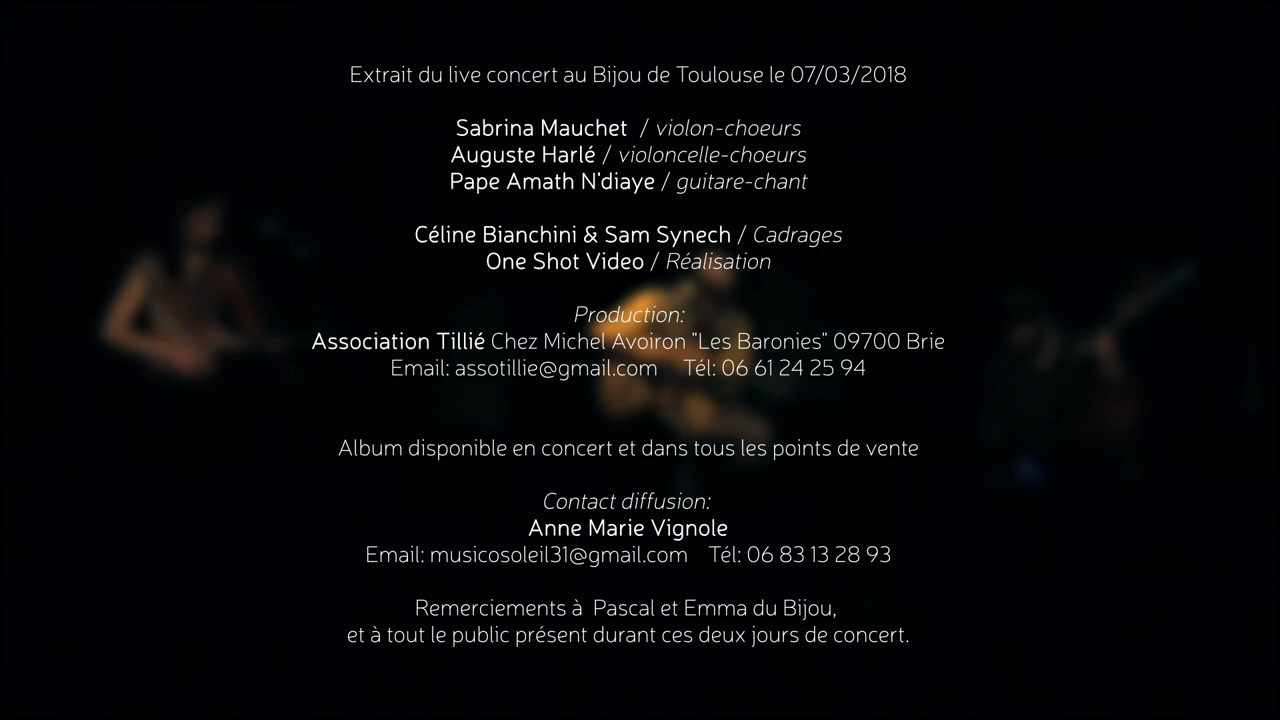 Extrait du live concert au Bijou de Toulouse le 07/03/2018
Sabrina Mauchet / violon-choeurs
Auguste Harlé / violoncelle-choeurs
Pape Amath N'diaye / guitare-chant
Céline Bianchini & Sam Synech / Cadrages
One Shot Video / Réalisation
Production:
Association Tillié Chez Michel Avoiron "Les Baronies" 09700 Brie
Email: assotillie@gmail.com Tél: 06 61 24 25 94
Album disponible en concert et dans tous les points de vente
Contact diffusion:
Anne Marie Vignole
Email: musicosoleil31@gmail.com Tél: 06 83 13 28 93
Remerciements à Pascal et Emma du Bijou,
et à tout le public présent durant ces deux jours de concert.